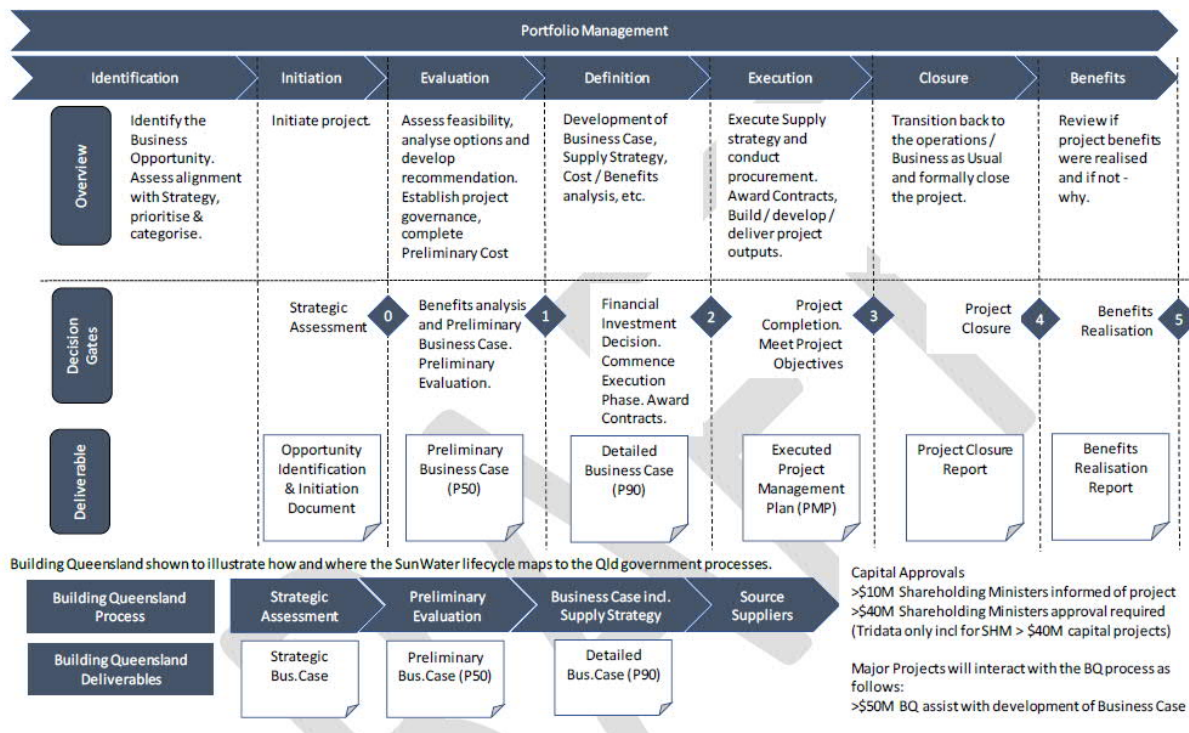 Portfolio Management
Identification
Initiation
Evaluation
Definition
Execution
Closure
Benefits
Overview
Identify the
Business
Opportunity.
Assess alignment
with Strategy,
prioritise &
categorise.
Initiate project.
Assess feasibility,
analyse options and
develop
recommendation.
Establish project
governance,
complete
Preliminary Cost
Development of
Business Case,
Supply Strategy,
Cost / Benefits
analysis, etc.
Execute Supply
strategy and
conduct
procurement.
Award Contracts,
Build / develop /
deliver project
outputs.
Transition back to
the operations /
Business as Usual
and formally close
the project.
Review if
project benefits
were realised
and if not -
why.
Decision
Gates
Strategic
Assessment
0
Benefits analysis
and Preliminary
Business Case.
Preliminary
Evaluation.
1
Financial
Investment
Decision.
Commence
Execution
Phase. Award
Contracts.
2
Project
Completion.
Meet Project
Objectives
3
Project
Closure
4
Benefits
Realisation
5
Deliverable
Opportunity
Identification
& Initiation
Document
Preliminary
Business Case
(P50)
Detailed
Business Case
(P90)
Executed
Project
Management
Plan (PMP)
Project Closure
Report
Benefits
Realisation
Report
Building Queensland shown to illustrate how and where the SunWater lifecycle maps to the Qld government processes.
Building Queensland
Process
Strategic
Assessment
Preliminary
Evaluation
Business Case incl.
Supply Strategy
Source
Suppliers
Building Queensland
Deliverables
Strategic
Bus.Case
Preliminary
Bus.Case (P50)
Detailed
Bus.Case (P90)
Capital Approvals
>$10M Shareholding Ministers informed of project
>$40M Shareholding Ministers approval required
(Tridata only incl for SHM > $40M capital projects)
Major Projects will interact with the BQ process as
follows:
>$50M BQ assist with development of Business Case